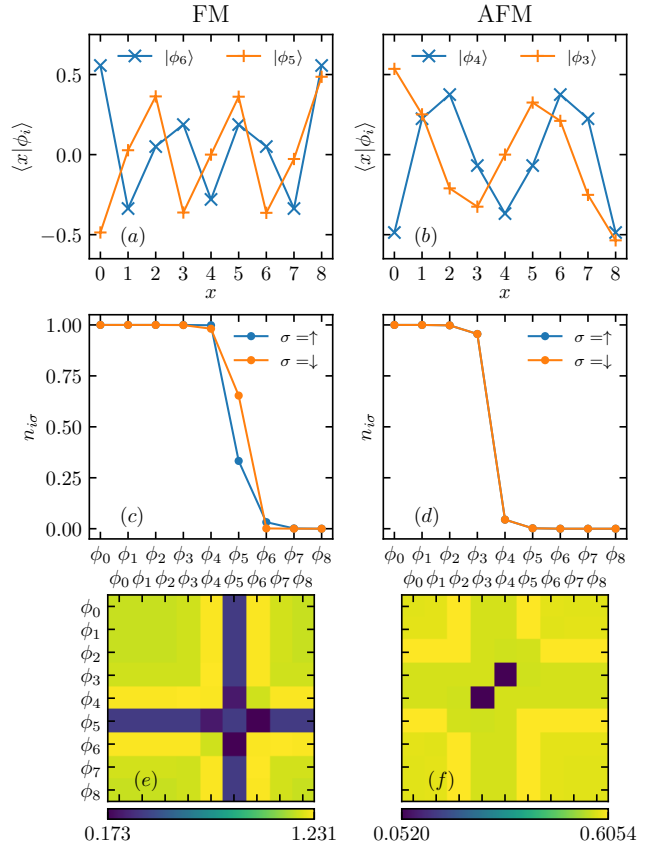 FM AFM
|ϕ₆⟩ |ϕ₅⟩ |ϕ₄⟩ |ϕ₃⟩
0.5
0.0
−0.5
⟨x|ϕᵢ⟩ ⟨x|ϕᵢ⟩
(a) (b)
0 1 2 3 4 5 6 7 8 0 1 2 3 4 5 6 7 8
x x
1.00
0.75
0.50
0.25
0.00
σ =↑ σ =↑
σ =↓ σ =↓
nᵢσ nᵢσ
(c) (d)
ϕ₀ ϕ₁ ϕ₂ ϕ₃ ϕ₄ ϕ₅ ϕ₆ ϕ₇ ϕ₈ ϕ₀ ϕ₁ ϕ₂ ϕ₃ ϕ₄ ϕ₅ ϕ₆ ϕ₇ ϕ₈
ϕ₀ ϕ₁ ϕ₂ ϕ₃ ϕ₄ ϕ₅ ϕ₆ ϕ₇ ϕ₈ ϕ₀ ϕ₁ ϕ₂ ϕ₃ ϕ₄ ϕ₅ ϕ₆ ϕ₇ ϕ₈
ϕ₀
ϕ₁
ϕ₂
ϕ₃
ϕ₄
ϕ₅
ϕ₆
ϕ₇
ϕ₈
(e) (f)
0.173 1.231 0.0520 0.6054